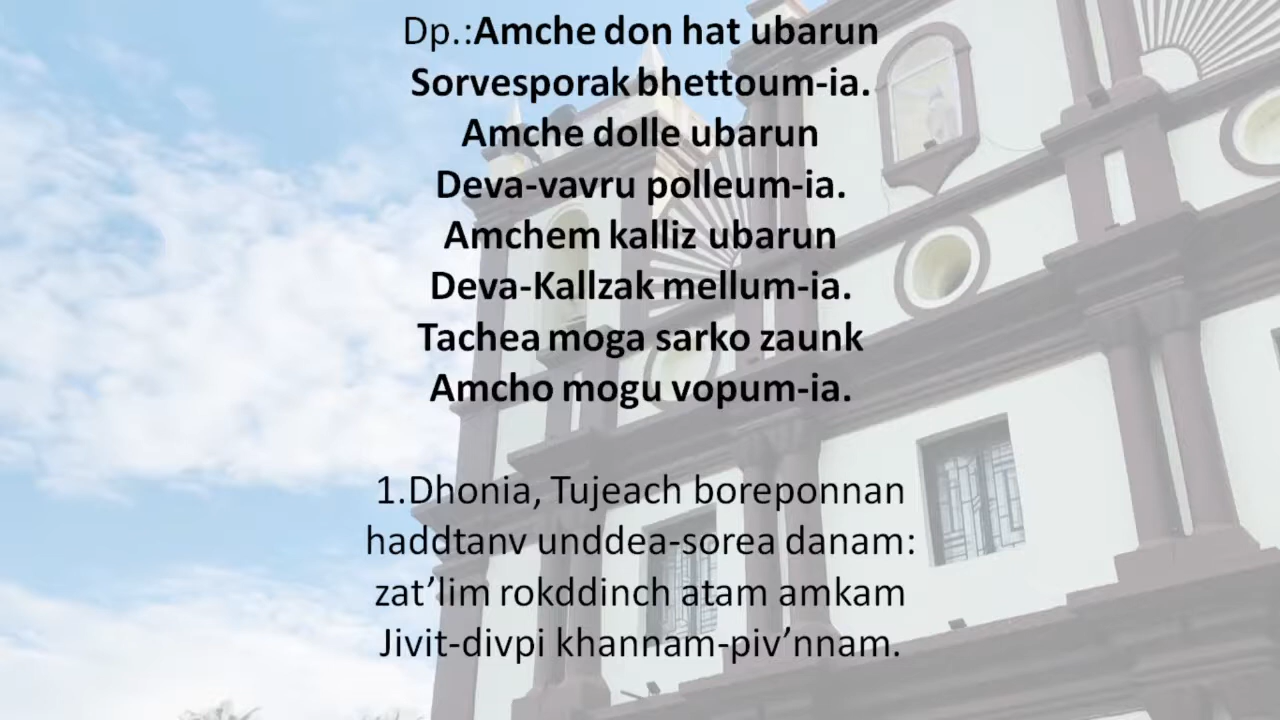 Dp.:Amche don hat ubarun
Sorvesporak bhettoum-ia.
Amche dolle ubarun
Deva-vavru polleum-ia.
Amchem kalliz ubarun
Deva-Kallzak mellum-ia.
Tachea moga sarko zaunk
Amcho mogu vopum-ia.
1.Dhonia, Tujeach boreponnan
haddtanv unddea-sorea danam:
zat’lim rokddinch atam amkam
Jivit-divpi khannam-piv’nnam.